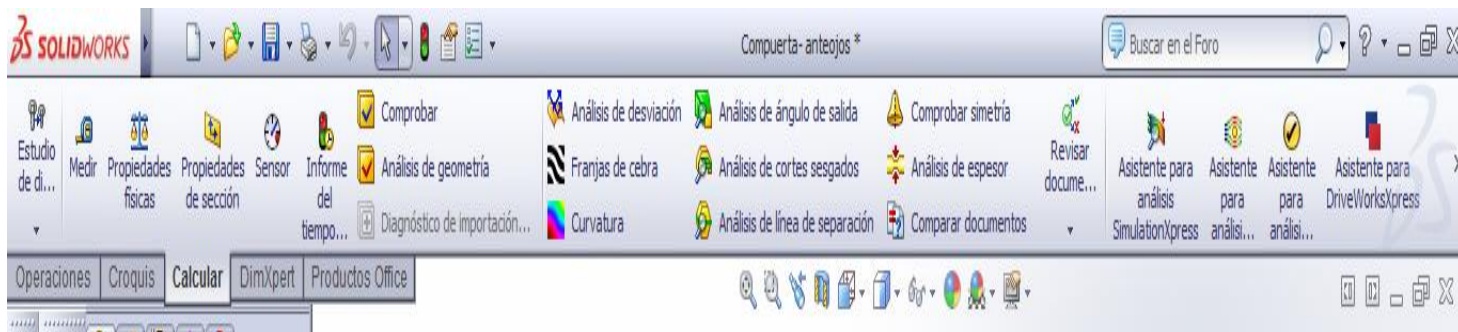 SOLIDWORKS
Compuerta- anteojos *
Buscar en el Foro
Estudio
de di...
Medir
Propiedades
físicas
Propiedades
de sección
Sensor
Informe
del
tiempo...
Comprobar
Análisis de geometría
Diagnóstico de importación...
Análisis de desviación
Franjas de cebra
Curvatura
Análisis de ángulo de salida
Análisis de cortes sesgados
Análisis de línea de separación
Comprobar simetría
Análisis de espesor
Comparar documentos
Revisar
docume...
Asistente para
análisis
SimulationXpress
Asistente
para
análisi...
Asistente
para
análisi...
Asistente para
DriveWorksXpress
Operaciones
Croquis
Calcular
DimXpert
Productos Office